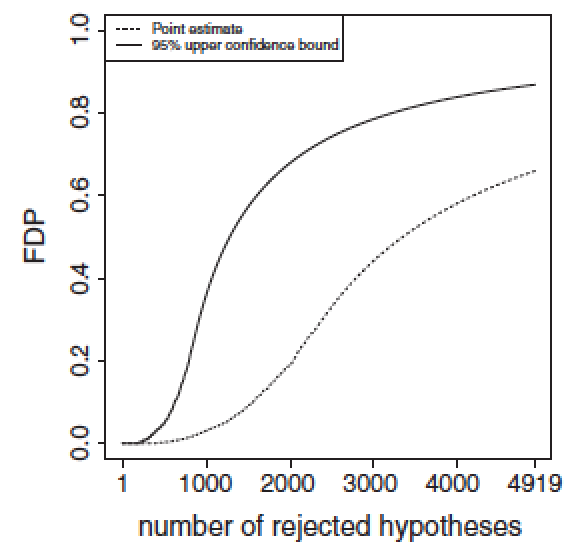 Point estimate
95% upper confidence bound
FDP
1.0
0.8
0.6
0.4
0.2
0.0
1 1000 2000 3000 4000 4919
number of rejected hypotheses